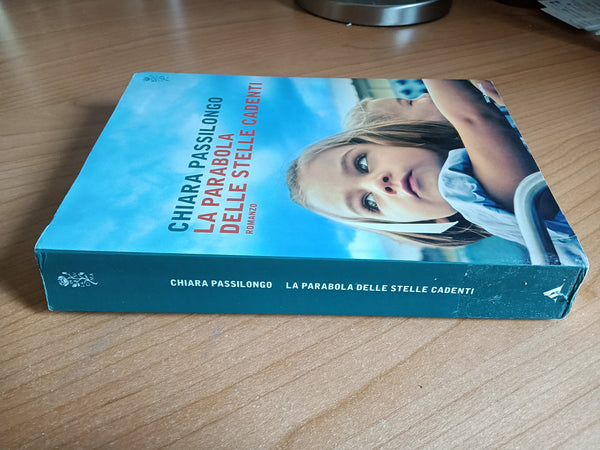 CHIARA PASSILONGO
LA PARABOLA
DELLE STELLE CADENTI
ROMANZO
CHIARA PASSILONGO LA PARABOLA DELLE STELLE CADENTI